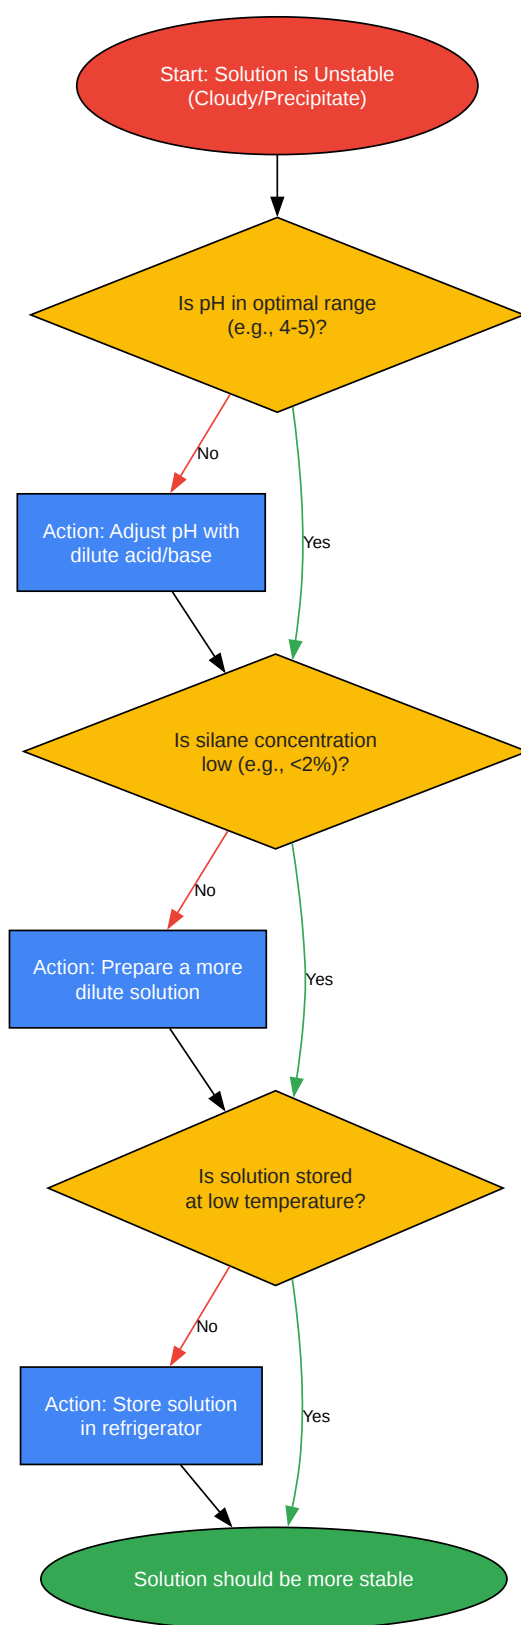 Start: Solution is Unstable
(Cloudy/Precipitate)
Is pH in optimal range
(e.g., 4-5)?
No
Yes
Action: Adjust pH with
dilute acid/base
Is silane concentration
low (e.g., <2%)?
No
Yes
Action: Prepare a more
dilute solution
Is solution stored
at low temperature?
No
Yes
Action: Store solution
in refrigerator
Solution should be more stable